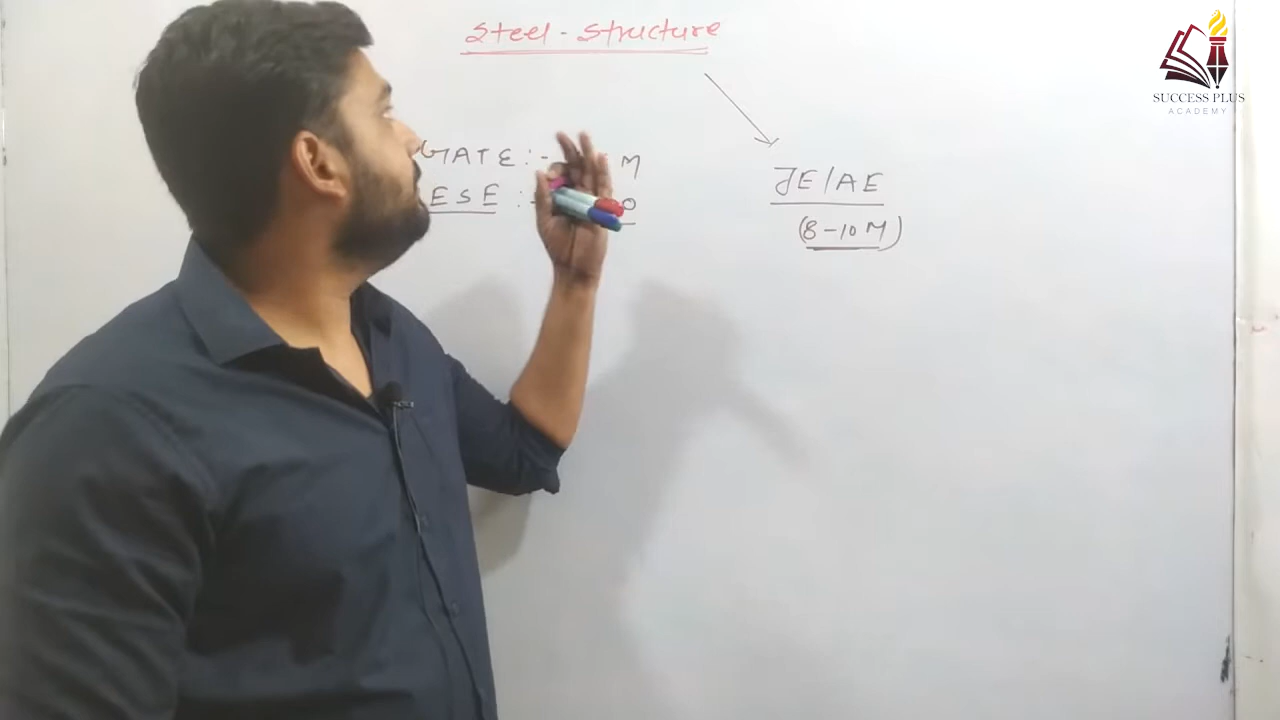 Steel - Structure
SUCCESS PLUS
ACADEMY
GATE : - M
ESE :
JE/AE
(8-10 M)